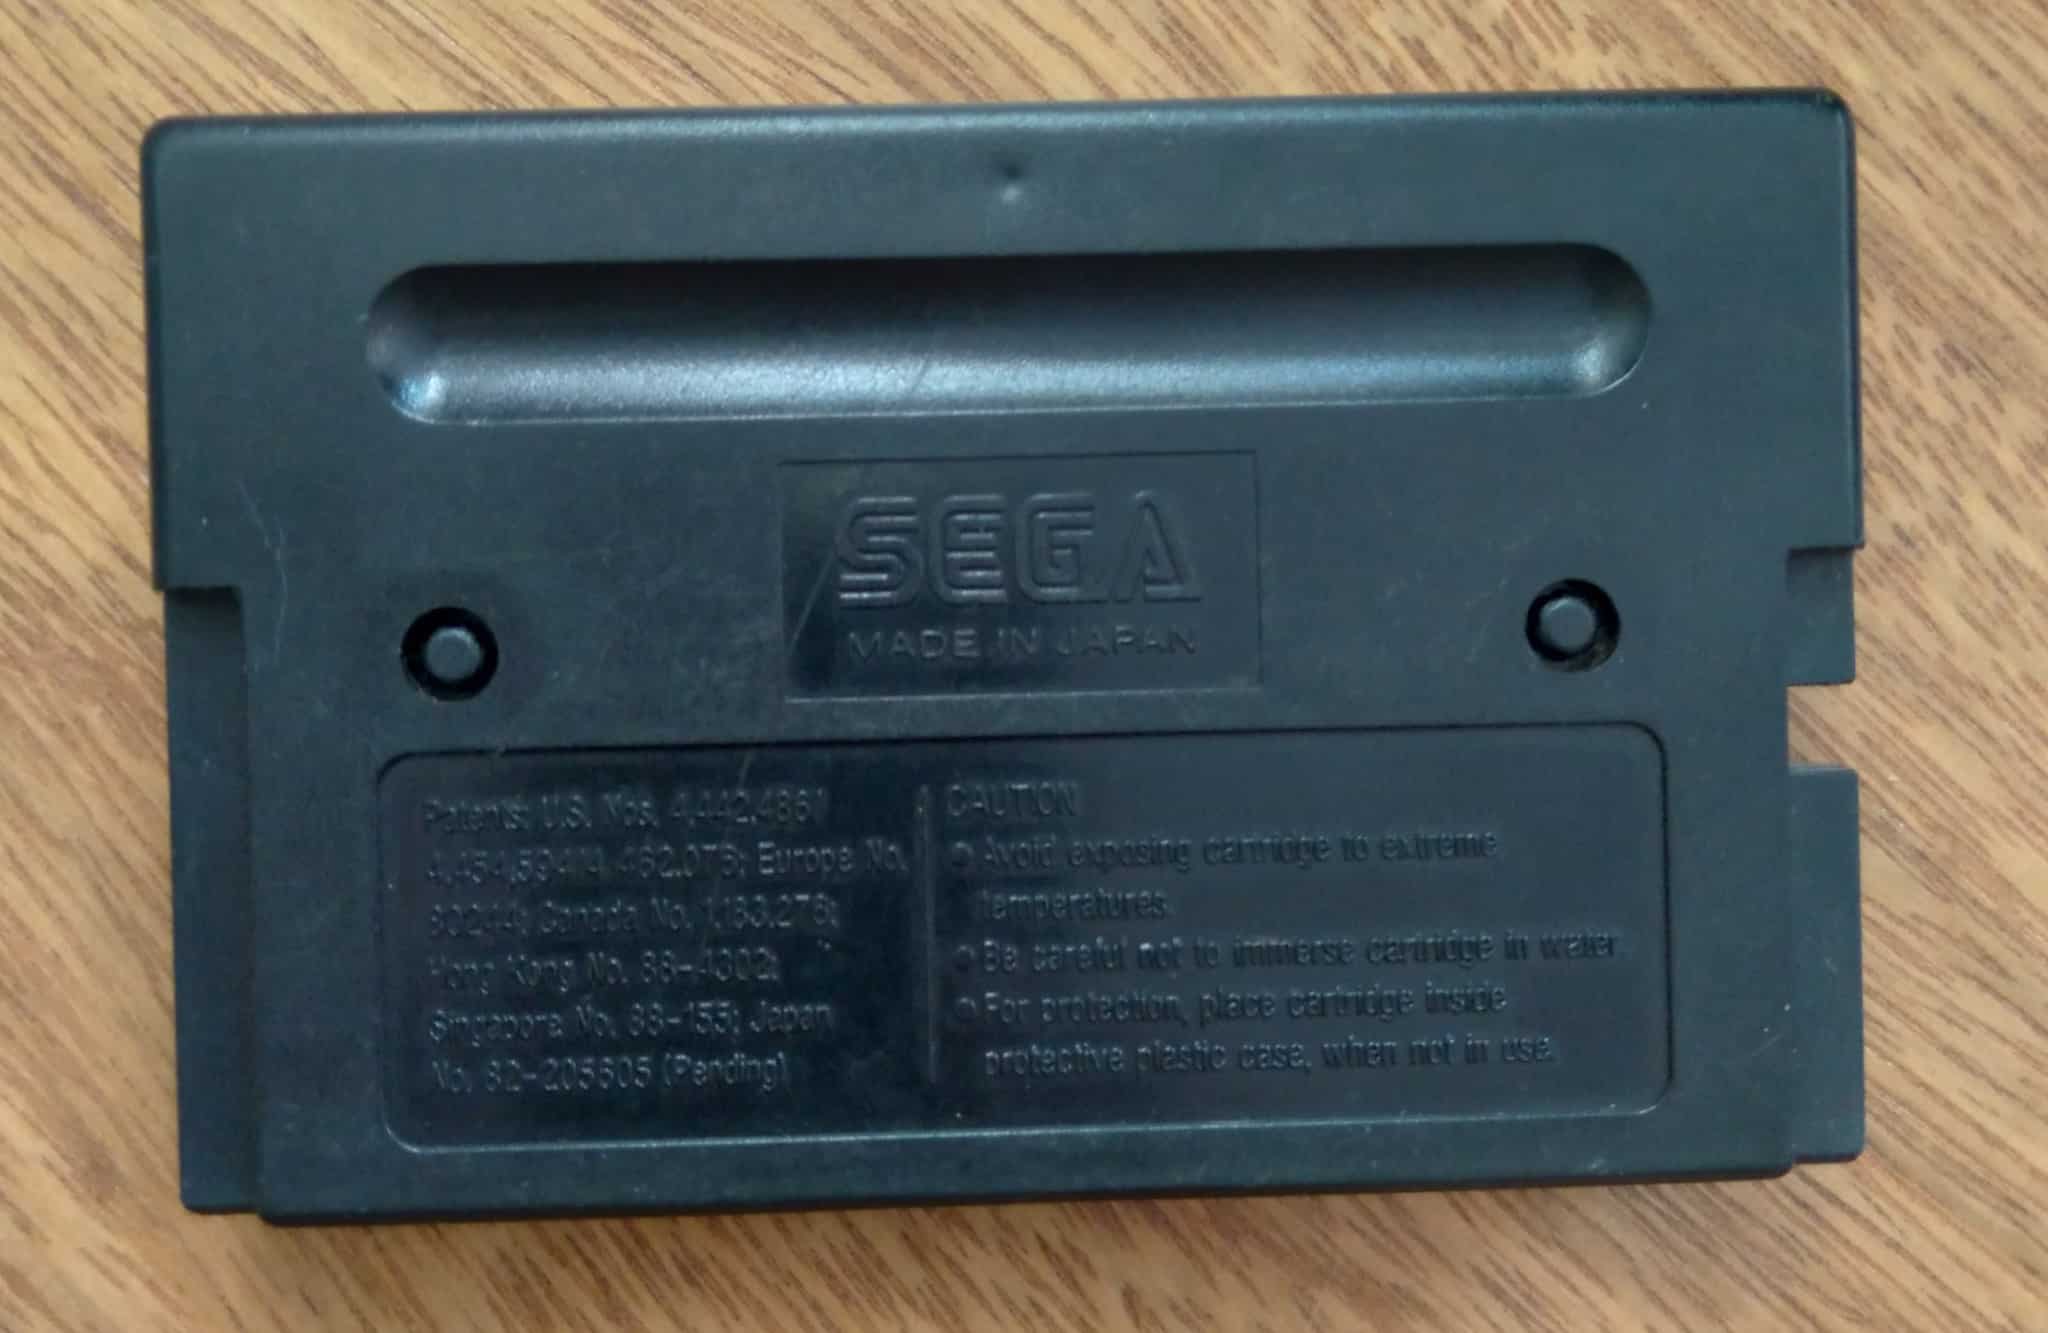 SEGA
MADE IN JAPAN
Patents: U.S. Nos. 4,442,486/
4,454,594/4,462,076; Europe No.
80244; Canada No. 1,183,276;
Hong Kong No. 88-4302;
Singapore No. 88-155; Japan
No. 82-205605 (Pending)
CAUTION
● Avoid exposing cartridge to extreme
temperatures.
● Be careful not to immerse cartridge in water
● For protection, place cartridge inside
protective plastic case, when not in use.